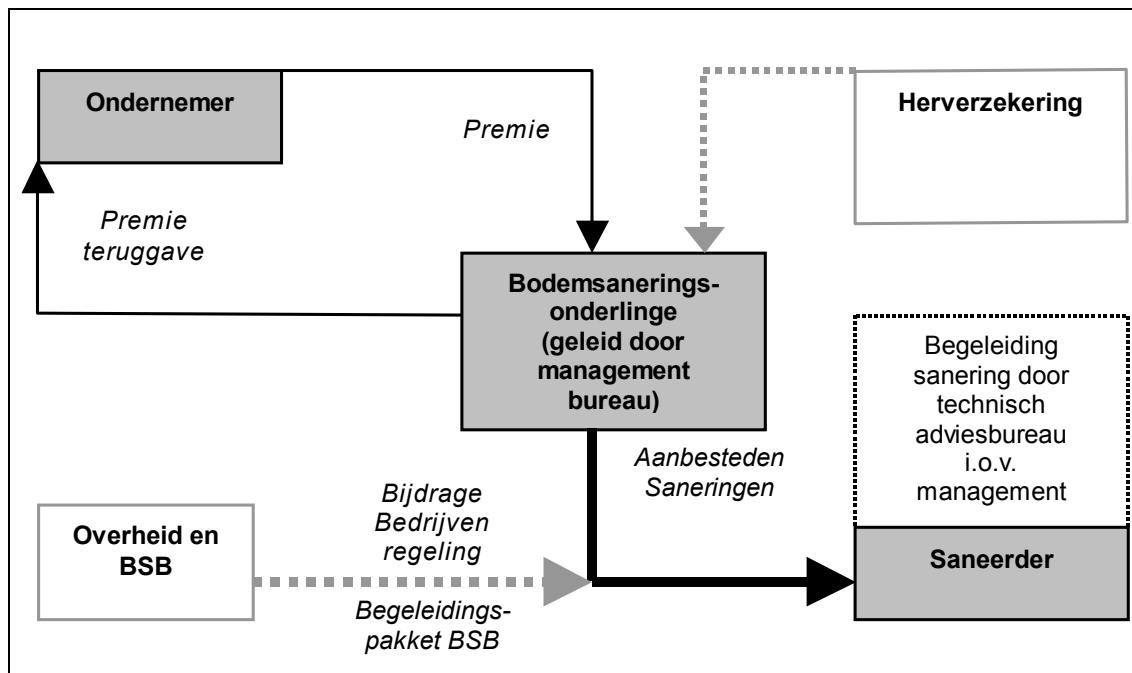 Ondernemer
Premie
Herverzekering
Premie
teruggave
Bodemsanerings-
onderlinge
(geleid door
management
bureau)
Begeleiding
sanering door
technisch
adviesbureau
i.o.v.
management
Aanbesteden
Saneringen
Bijdrage
Bedrijven
regeling
Overheid en
BSB
Saneerder
Begeleidings-
pakket BSB